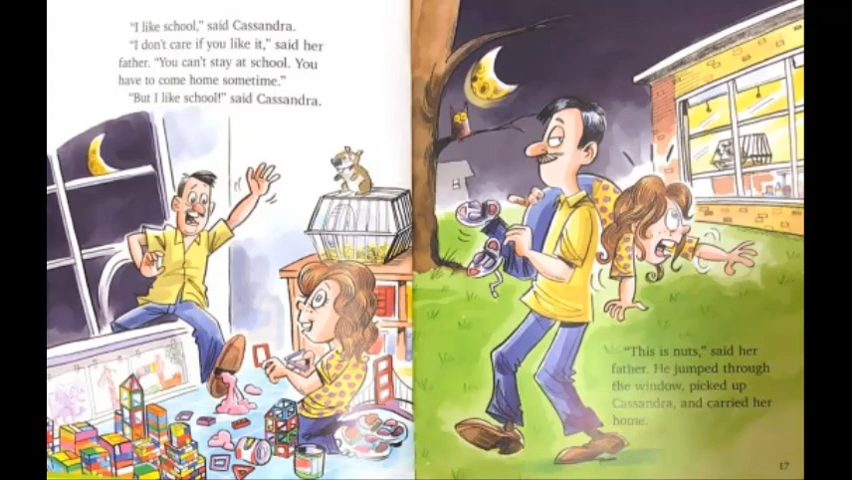 "I like school," said Cassandra.
"I don't care if you like it," said her
father. "You can't stay at school. You
have to come home sometime."
"But I like school!" said Cassandra.
"This is nuts," said her
father. He jumped through
the window, picked up
Cassandra, and carried her
home.
17